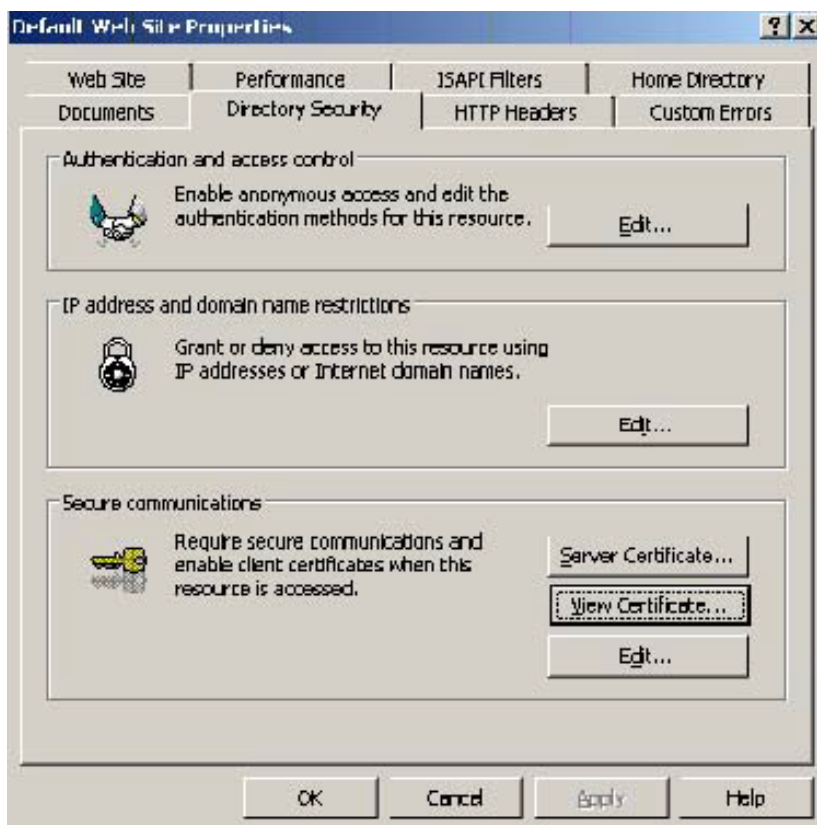 Default Web Site Properties
? X
Web Site Performance ISAPI Filters Home Directory
Documents Directory Security HTTP Headers Custom Errors
Authentication and access control
Enable anonymous access and edit the
authentication methods for this resource.
Edit...
IP address and domain name restrictions
Grant or deny access to this resource using
IP addresses or Internet domain names.
Edit...
Secure communications
Require secure communications and
enable client certificates when this
resource is accessed.
Server Certificate...
View Certificate...
Edit...
OK Cancel Apply Help